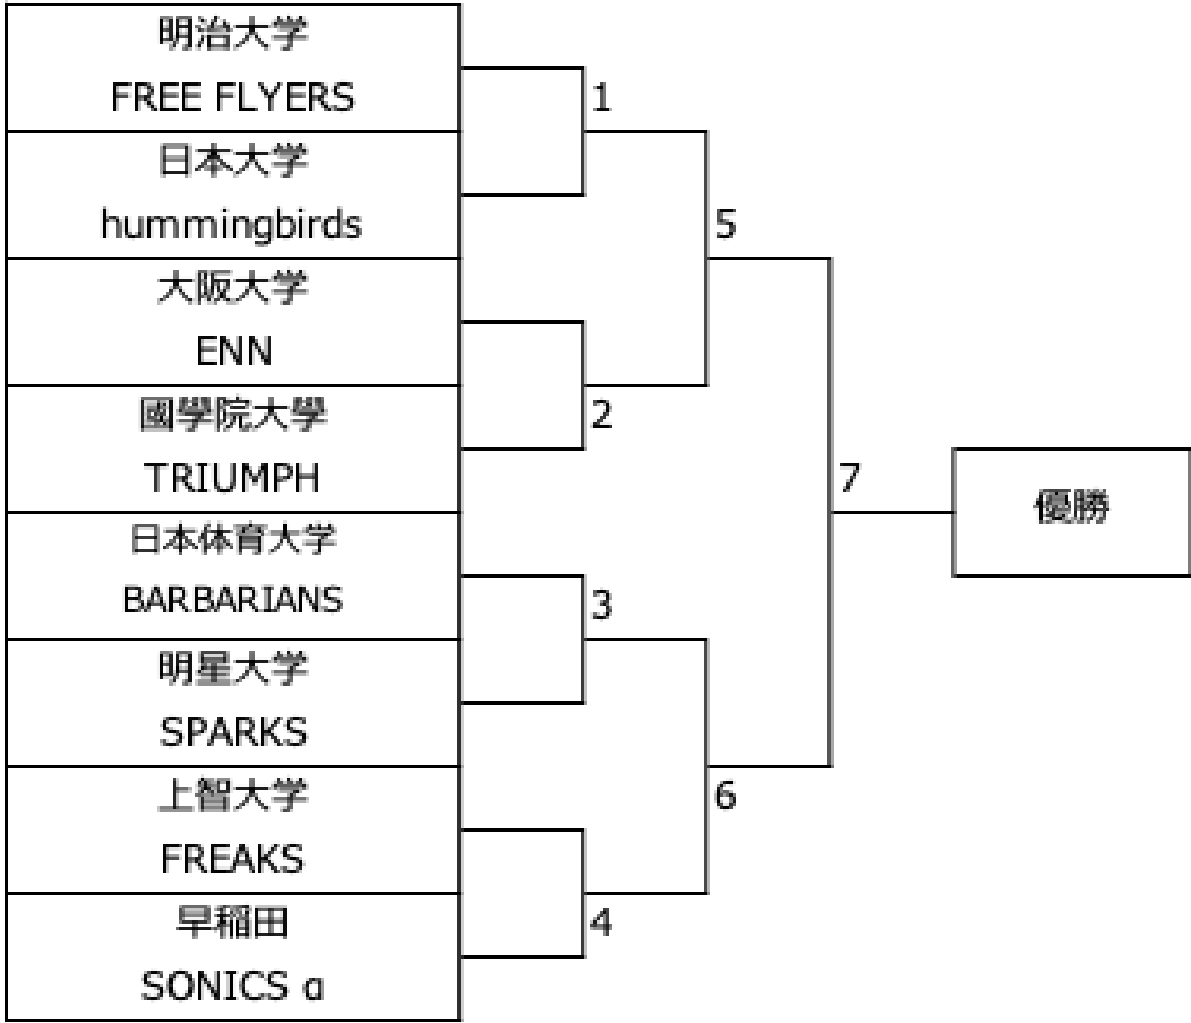 明治大学
FREE FLYERS
1
日本大学
hummingbirds
5
大阪大学
ENN
2
國學院大學
TRIUMPH
7
優勝
日本体育大学
BARBARIANS
3
明星大学
SPARKS
6
上智大学
FREAKS
4
早稲田
SONICS α